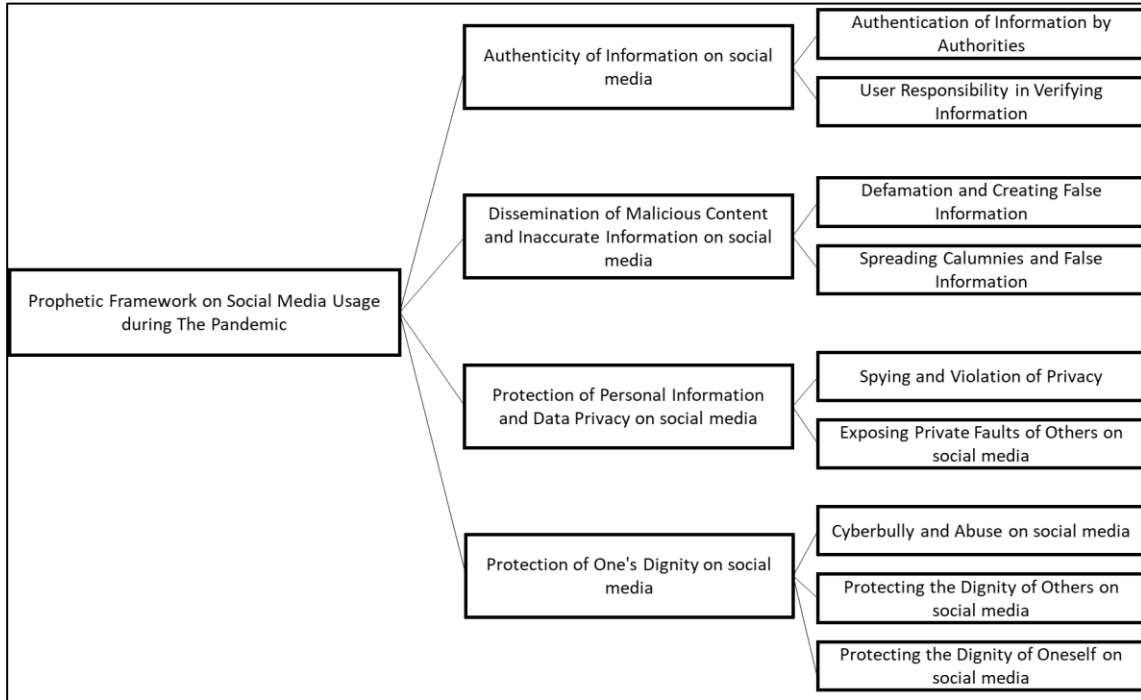 Prophetic Framework on Social Media Usage
during The Pandemic
Authenticity of Information on social
media
Authentication of Information by
Authorities
User Responsibility in Verifying
Information
Dissemination of Malicious Content
and Inaccurate Information on social
media
Defamation and Creating False
Information
Spreading Calumnies and False
Information
Protection of Personal Information
and Data Privacy on social media
Spying and Violation of Privacy
Exposing Private Faults of Others on
social media
Protection of One's Dignity on social
media
Cyberbully and Abuse on social media
Protecting the Dignity of Others on
social media
Protecting the Dignity of Oneself on
social media